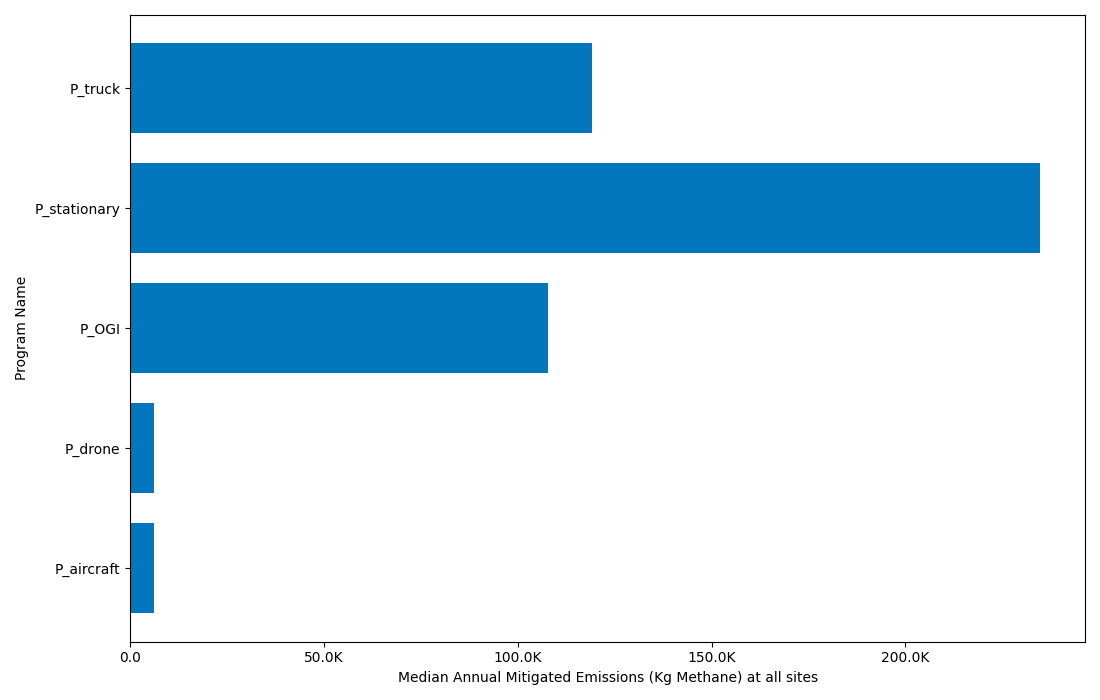 P_truck
P_stationary
P_OGI
P_drone
P_aircraft
Program Name
0.0 50.0K 100.0K 150.0K 200.0K
Median Annual Mitigated Emissions (Kg Methane) at all sites